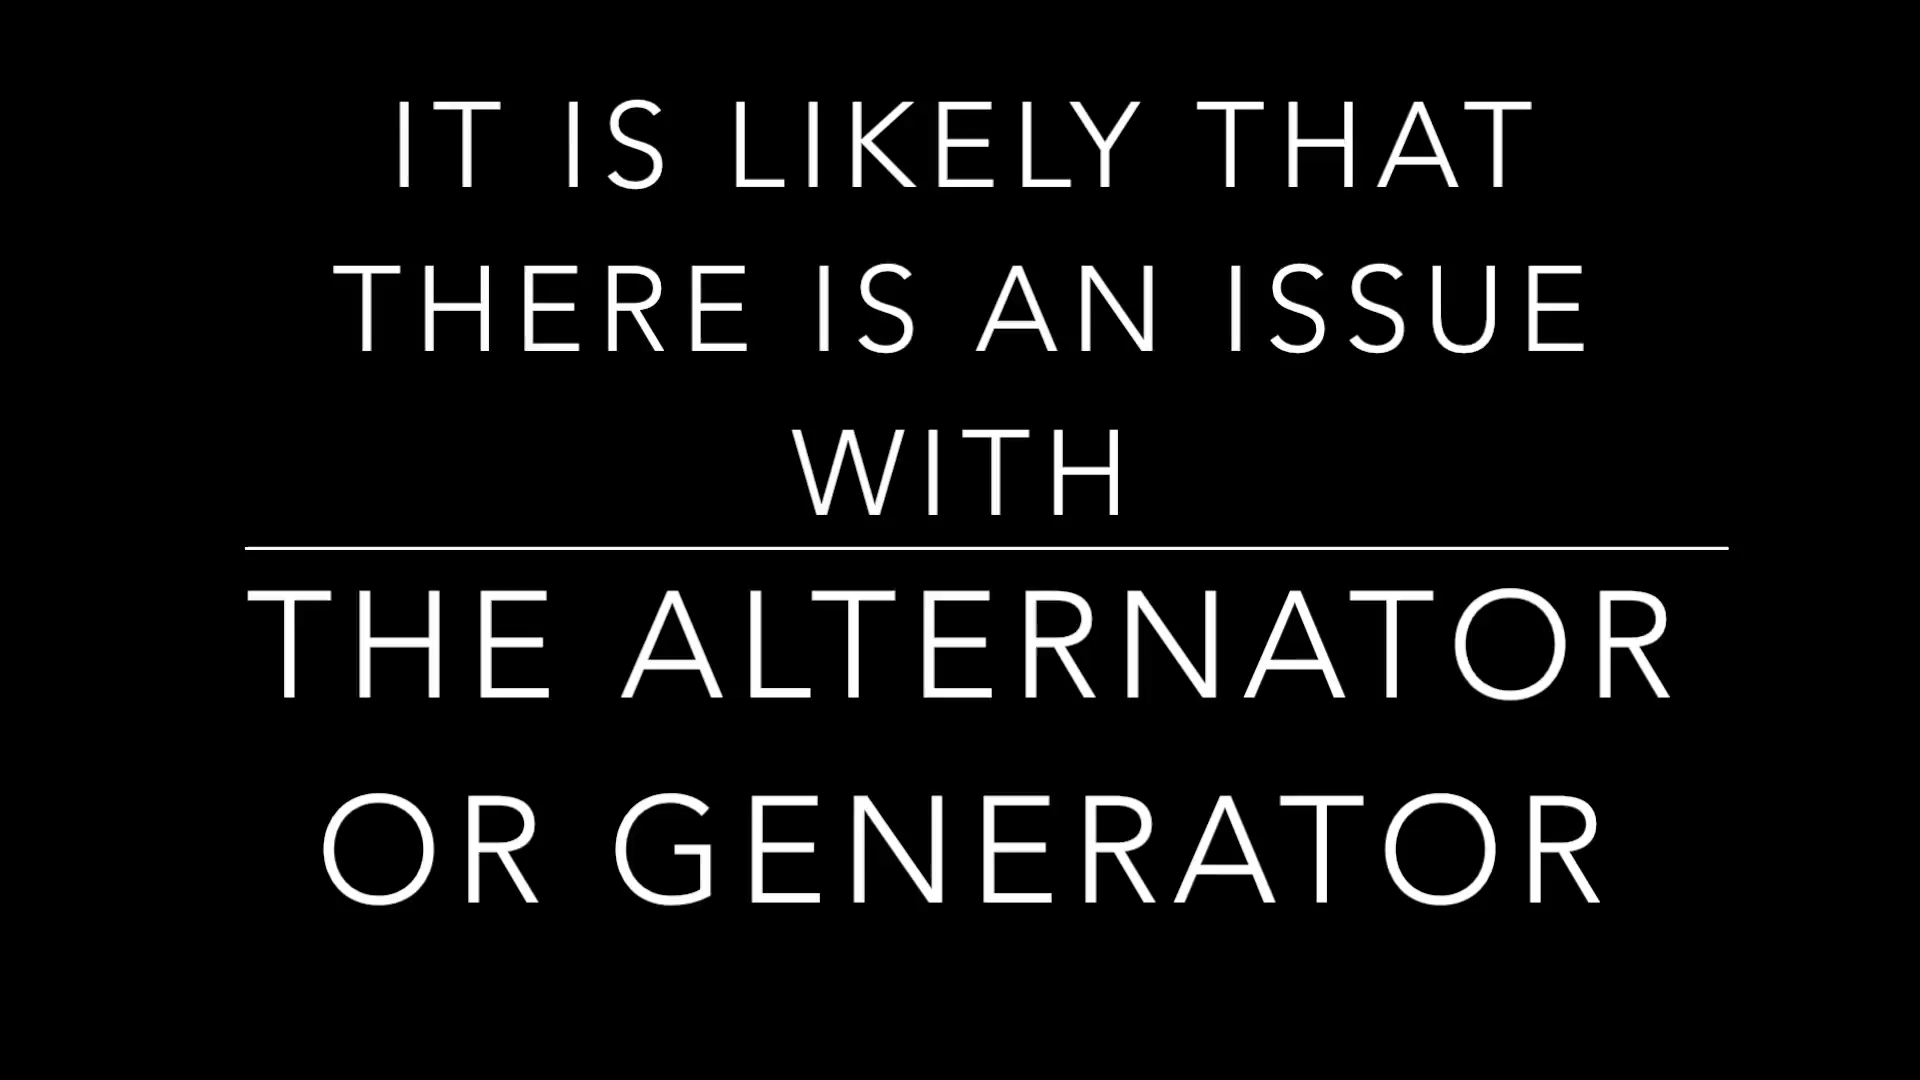 IT IS LIKELY THAT
THERE IS AN ISSUE
WITH
THE ALTERNATOR
OR GENERATOR